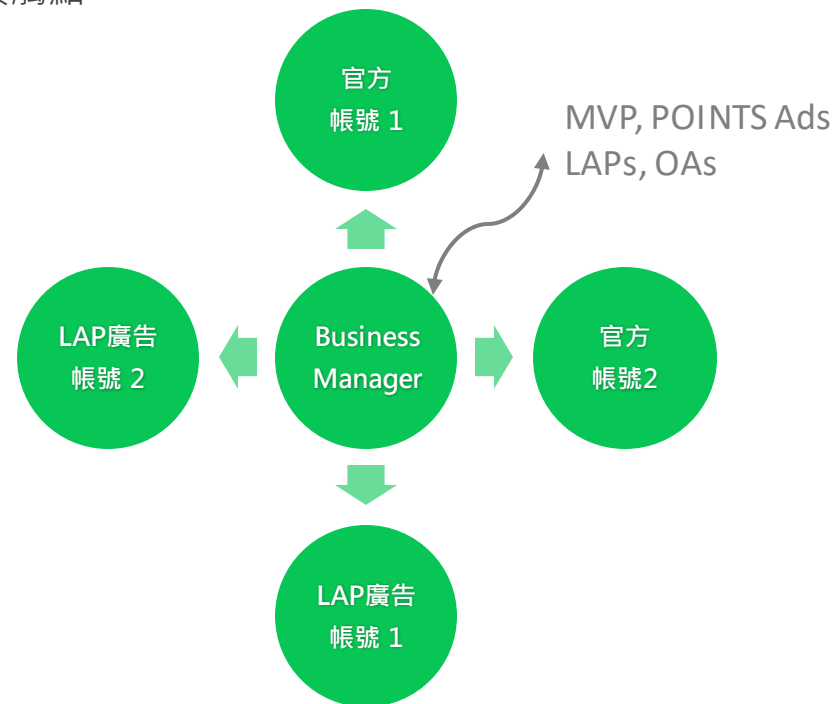 官方
帳號 1
MVP, POINTS Ads
LAPs, OAs
LAP廣告
帳號 2
Business
Manager
官方
帳號2
LAP廣告
帳號 1